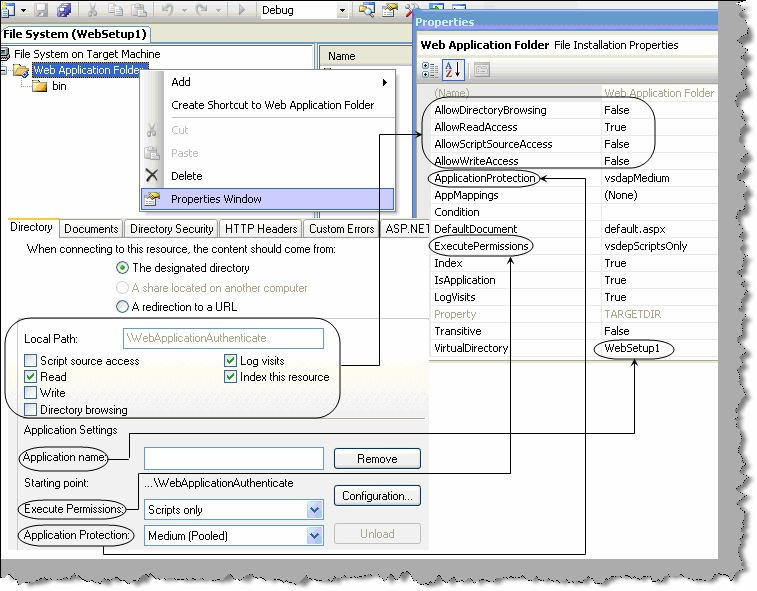 Debug
File System (WebSetup1)
File System on Target Machine
Web Application Folder
bin
Name
Add
Create Shortcut to Web Application Folder
Cut
Paste
Delete
Properties Window
Properties
Web Application Folder File Installation Properties
(Name) Web Application Folder
AllowDirectoryBrowsing False
AllowReadAccess True
AllowScriptSourceAccess False
AllowWriteAccess False
ApplicationProtection vsdapMedium
AppMappings (None)
Condition
DefaultDocument default.aspx
ExecutePermissions vsdepScriptsOnly
Index True
IsApplication True
LogVisits True
Property TARGETDIR
Transitive False
VirtualDirectory WebSetup1
Directory Documents Directory Security HTTP Headers Custom Errors ASP.NET
When connecting to this resource, the content should come from:
The designated directory
A share located on another computer
A redirection to a URL
Local Path: \WebApplicationAuthenticate
Script source access Log visits
Read Index this resource
Write
Directory browsing
Application Settings
Application name: Remove
Starting point: ...\WebApplicationAuthenticate
Configuration...
Execute Permissions: Scripts only
Application Protection: Medium (Pooled) Unload